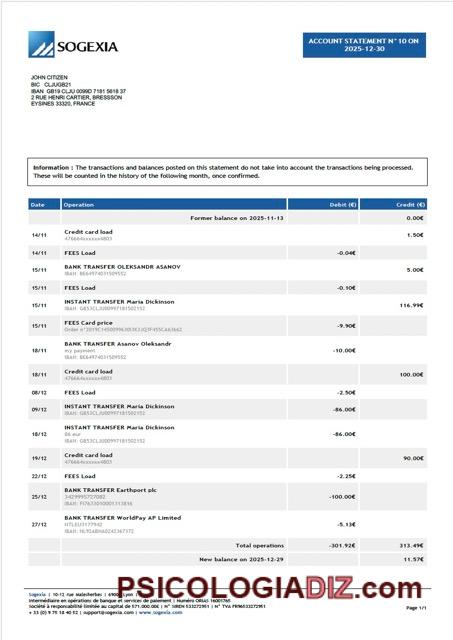 SOGEXIA
ACCOUNT STATEMENT N°10 ON
2025-12-30
JOHN CITIZEN
BIC CLJUGB21
IBAN GB19 CLJU 0099D 7181 5618 37
2 RUE HENRI CARTIER, BRESSSON
EYSINES 33320, FRANCE
Information : The transactions and balances posted on this statement do not take into account the transactions being processed.
These will be counted in the history of the following month, once confirmed.
Date Operation Debit (€) Credit (€)
Former balance on 2025-11-13 0.00€
14/11 Credit card load 1.50€
476664xxxxxx4803
14/11 FEES Load -0.04€
15/11 BANK TRANSFER OLEKSANDR ASANOV 5.00€
IBAN: BE64974031509552
15/11 FEES Load -0.10€
15/11 INSTANT TRANSFER Maria Dickinson 116.99€
IBAN: GB53CLJU00997181502152
15/11 FEES Card price -9.90€
Order n°
18/11 BANK TRANSFER Asanov Oleksandr -10.00€
my payment
IBAN: BE64974031509552
18/11 Credit card load 100.00€
476664xxxxxx4803
08/12 FEES Load -2.50€
09/12 INSTANT TRANSFER Maria Dickinson -86.00€
IBAN: GB53CLJU00997181502152
18/12 INSTANT TRANSFER Maria Dickinson -86.00€
86 eur
IBAN: GB53CLJU00997181502152
19/12 Credit card load 90.00€
476664xxxxxx4803
22/12 FEES Load -2.25€
25/12 BANK TRANSFER Earthport plc -100.00€
3429995727082
IBAN: FI7633010001313816
27/12 BANK TRANSFER WorldPay AP Limited -5.13€
IBAN: NL92ABNA0242367372
Total operations -301.92€ 313.49€
New balance on 2025-12-29 11.57€
Sogexia | 10-12 rue Malesherbes |
Intermédiaire en opérations de banque et services de paiement | Numéro ORIAS 16001765
Société à responsabilité limitée au capital de 571.000.00€ | N° SIREN 533272951 | N° TVA FR96533272951
+ 33 (0) 9 75 18 40 52 | support@sogexia.com | www.sogexia.com
Page 1/1
PSICOLOGIADIZ.com